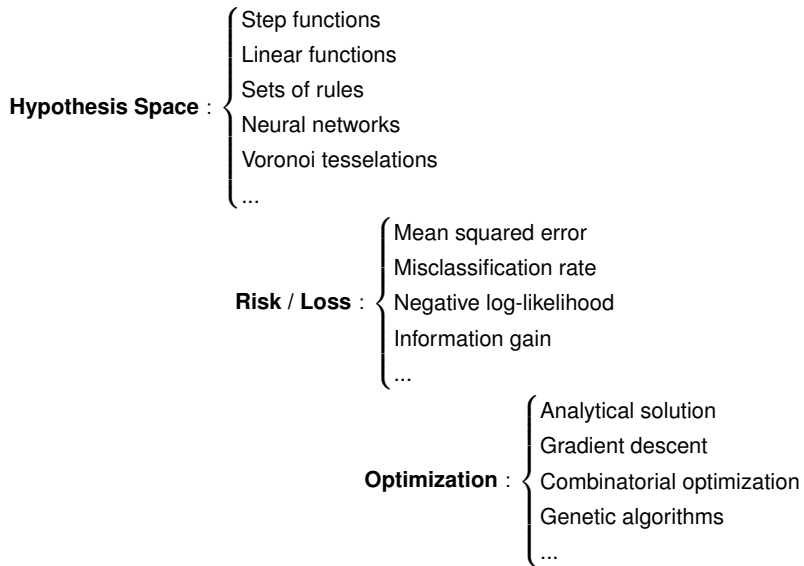 Step functions
Linear functions
Sets of rules
Hypothesis Space :
Neural networks
Voronoi tesselations
...
Mean squared error
Misclassification rate
Risk / Loss :
Negative log-likelihood
Information gain
...
Analytical solution
Gradient descent
Optimization :
Combinatorial optimization
Genetic algorithms
...